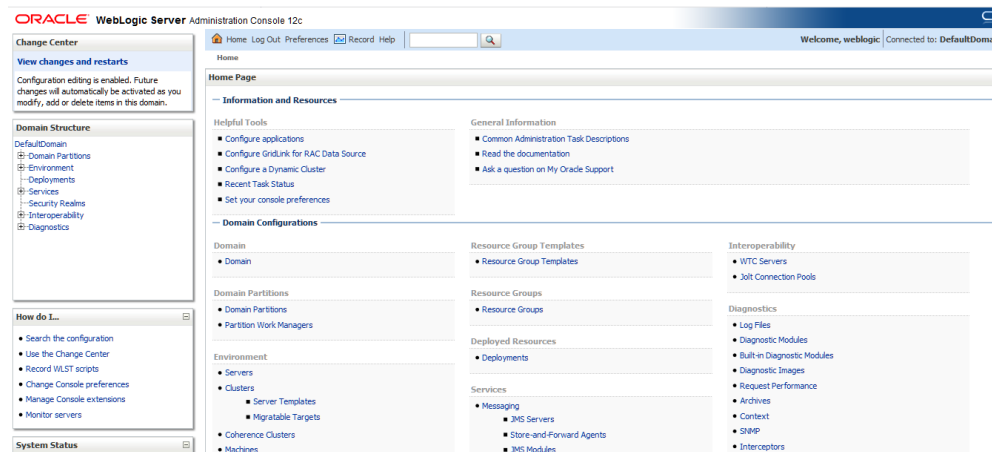 ORACLE WebLogic Server Administration Console 12c
Change Center
View changes and restarts
Configuration editing is enabled. Future
changes will automatically be activated as you
modify, add or delete items in this domain.
Domain Structure
DefaultDomain
Domain Partitions
Environment
Deployments
Services
Security Realms
Interoperability
Diagnostics
How do I...
Search the configuration
Use the Change Center
Record WLST scripts
Change Console preferences
Manage Console extensions
Monitor servers
System Status
Home Log Out Preferences Record Help
Welcome, weblogic Connected to: DefaultDoma
Home
Home Page
Information and Resources
Helpful Tools
Configure applications
Configure GridLink for RAC Data Source
Configure a Dynamic Cluster
Recent Task Status
Set your console preferences
General Information
Common Administration Task Descriptions
Read the documentation
Ask a question on My Oracle Support
Domain Configurations
Domain
Domain
Domain Partitions
Domain Partitions
Partition Work Managers
Environment
Servers
Clusters
Server Templates
Migratable Targets
Coherence Clusters
Machines
Resource Group Templates
Resource Group Templates
Resource Groups
Resource Groups
Deployed Resources
Deployments
Services
Messaging
JMS Servers
Store-and-Forward Agents
JMS Modules
Interoperability
WTC Servers
Jolt Connection Pools
Diagnostics
Log Files
Diagnostic Modules
Built-in Diagnostic Modules
Diagnostic Images
Request Performance
Archives
Context
SNMP
Interceptors